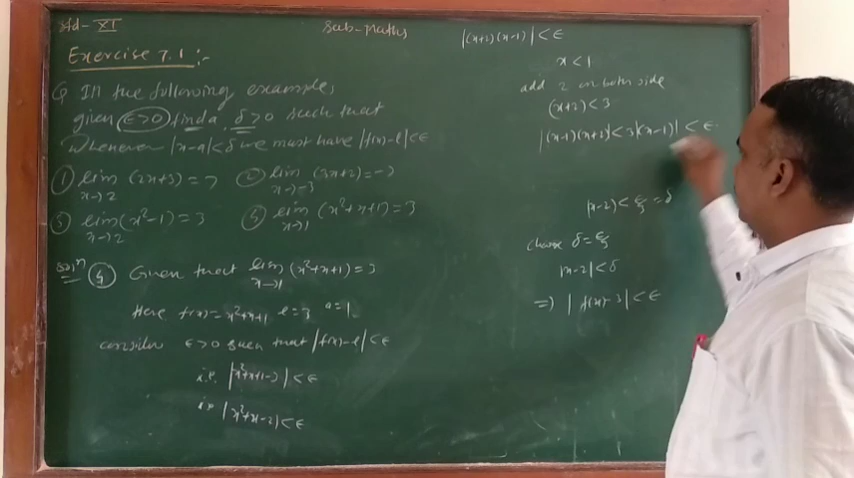 Std- XI
Sub- Maths
Exercise 7.1 :-
Q In the following example,
given ε>0 find a δ>0 such that
Whenever |x-a|<δ we must have |f(x)-l|<ε
① lim x→2 (2x+3)=7 ② lim x→-3 (3x+2)=-7
③ lim x→2 (x²-1)=3 ④ lim x→1 (x²+x+1)=3
Solⁿ ④ Given that lim x→1 (x²+x+1)=3
Here f(x)=x²+x+1 l=3 a=1
consider ε>0 such that |f(x)-l|<ε
i.e. |x²+x+1-3|<ε
i.e |x²+x-2|<ε
|(x+2)(x-1)|<ε
x<1
add 2 on both side
(x+2)<3
|(x-1)(x+2)|<3|(x-1)|<ε
|x-2|<ε/5=δ
choose δ=ε/5
|x-2|<δ
=) |f(x)-3|<ε